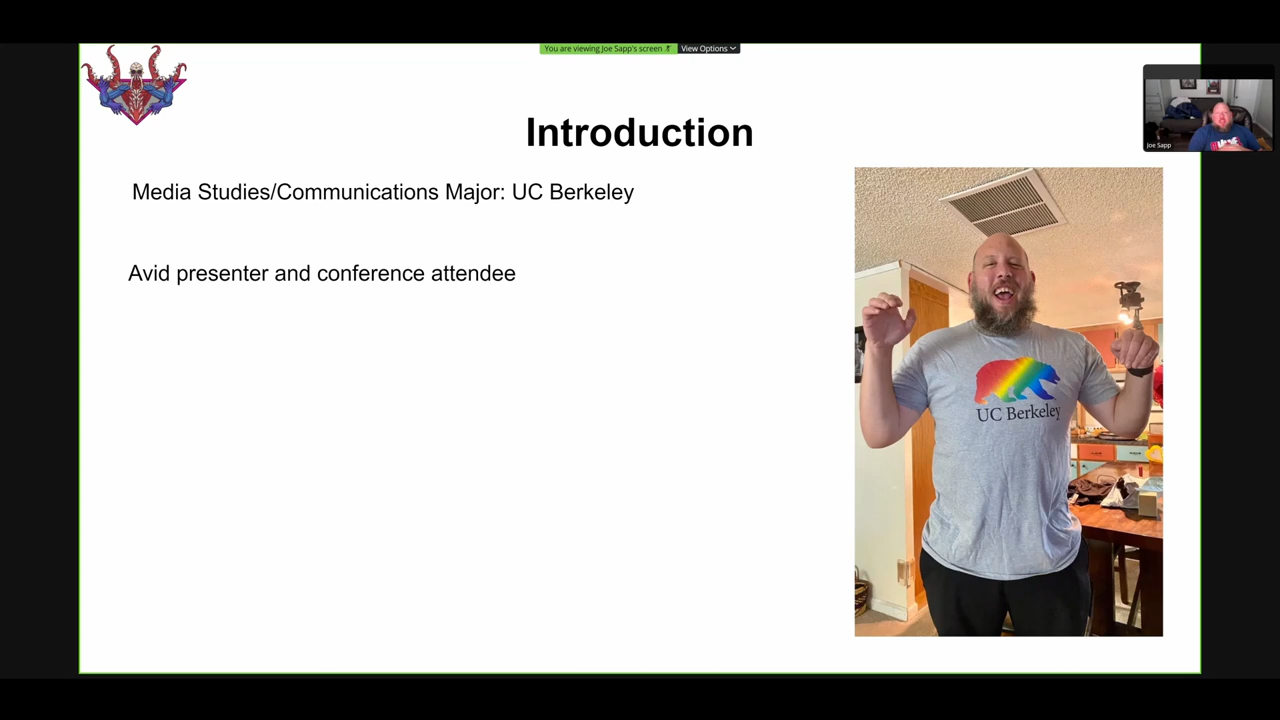 You are viewing Joe Sapp's screen
View Options
Joe Sapp
Introduction
Media Studies/Communications Major: UC Berkeley
Avid presenter and conference attendee
UC Berkeley